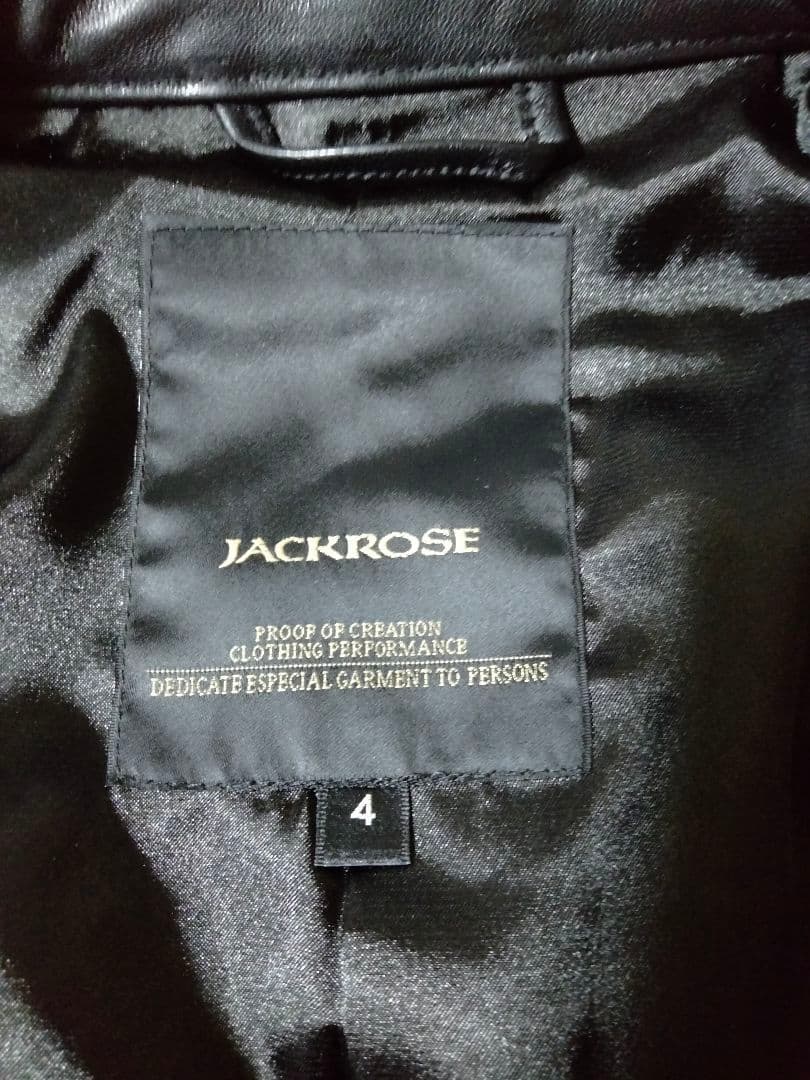 JACKROSE
PROOF OF CREATION
CLOTHING PERFORMANCE
DEDICATE ESPECIAL GARMENT TO PERSONS
4